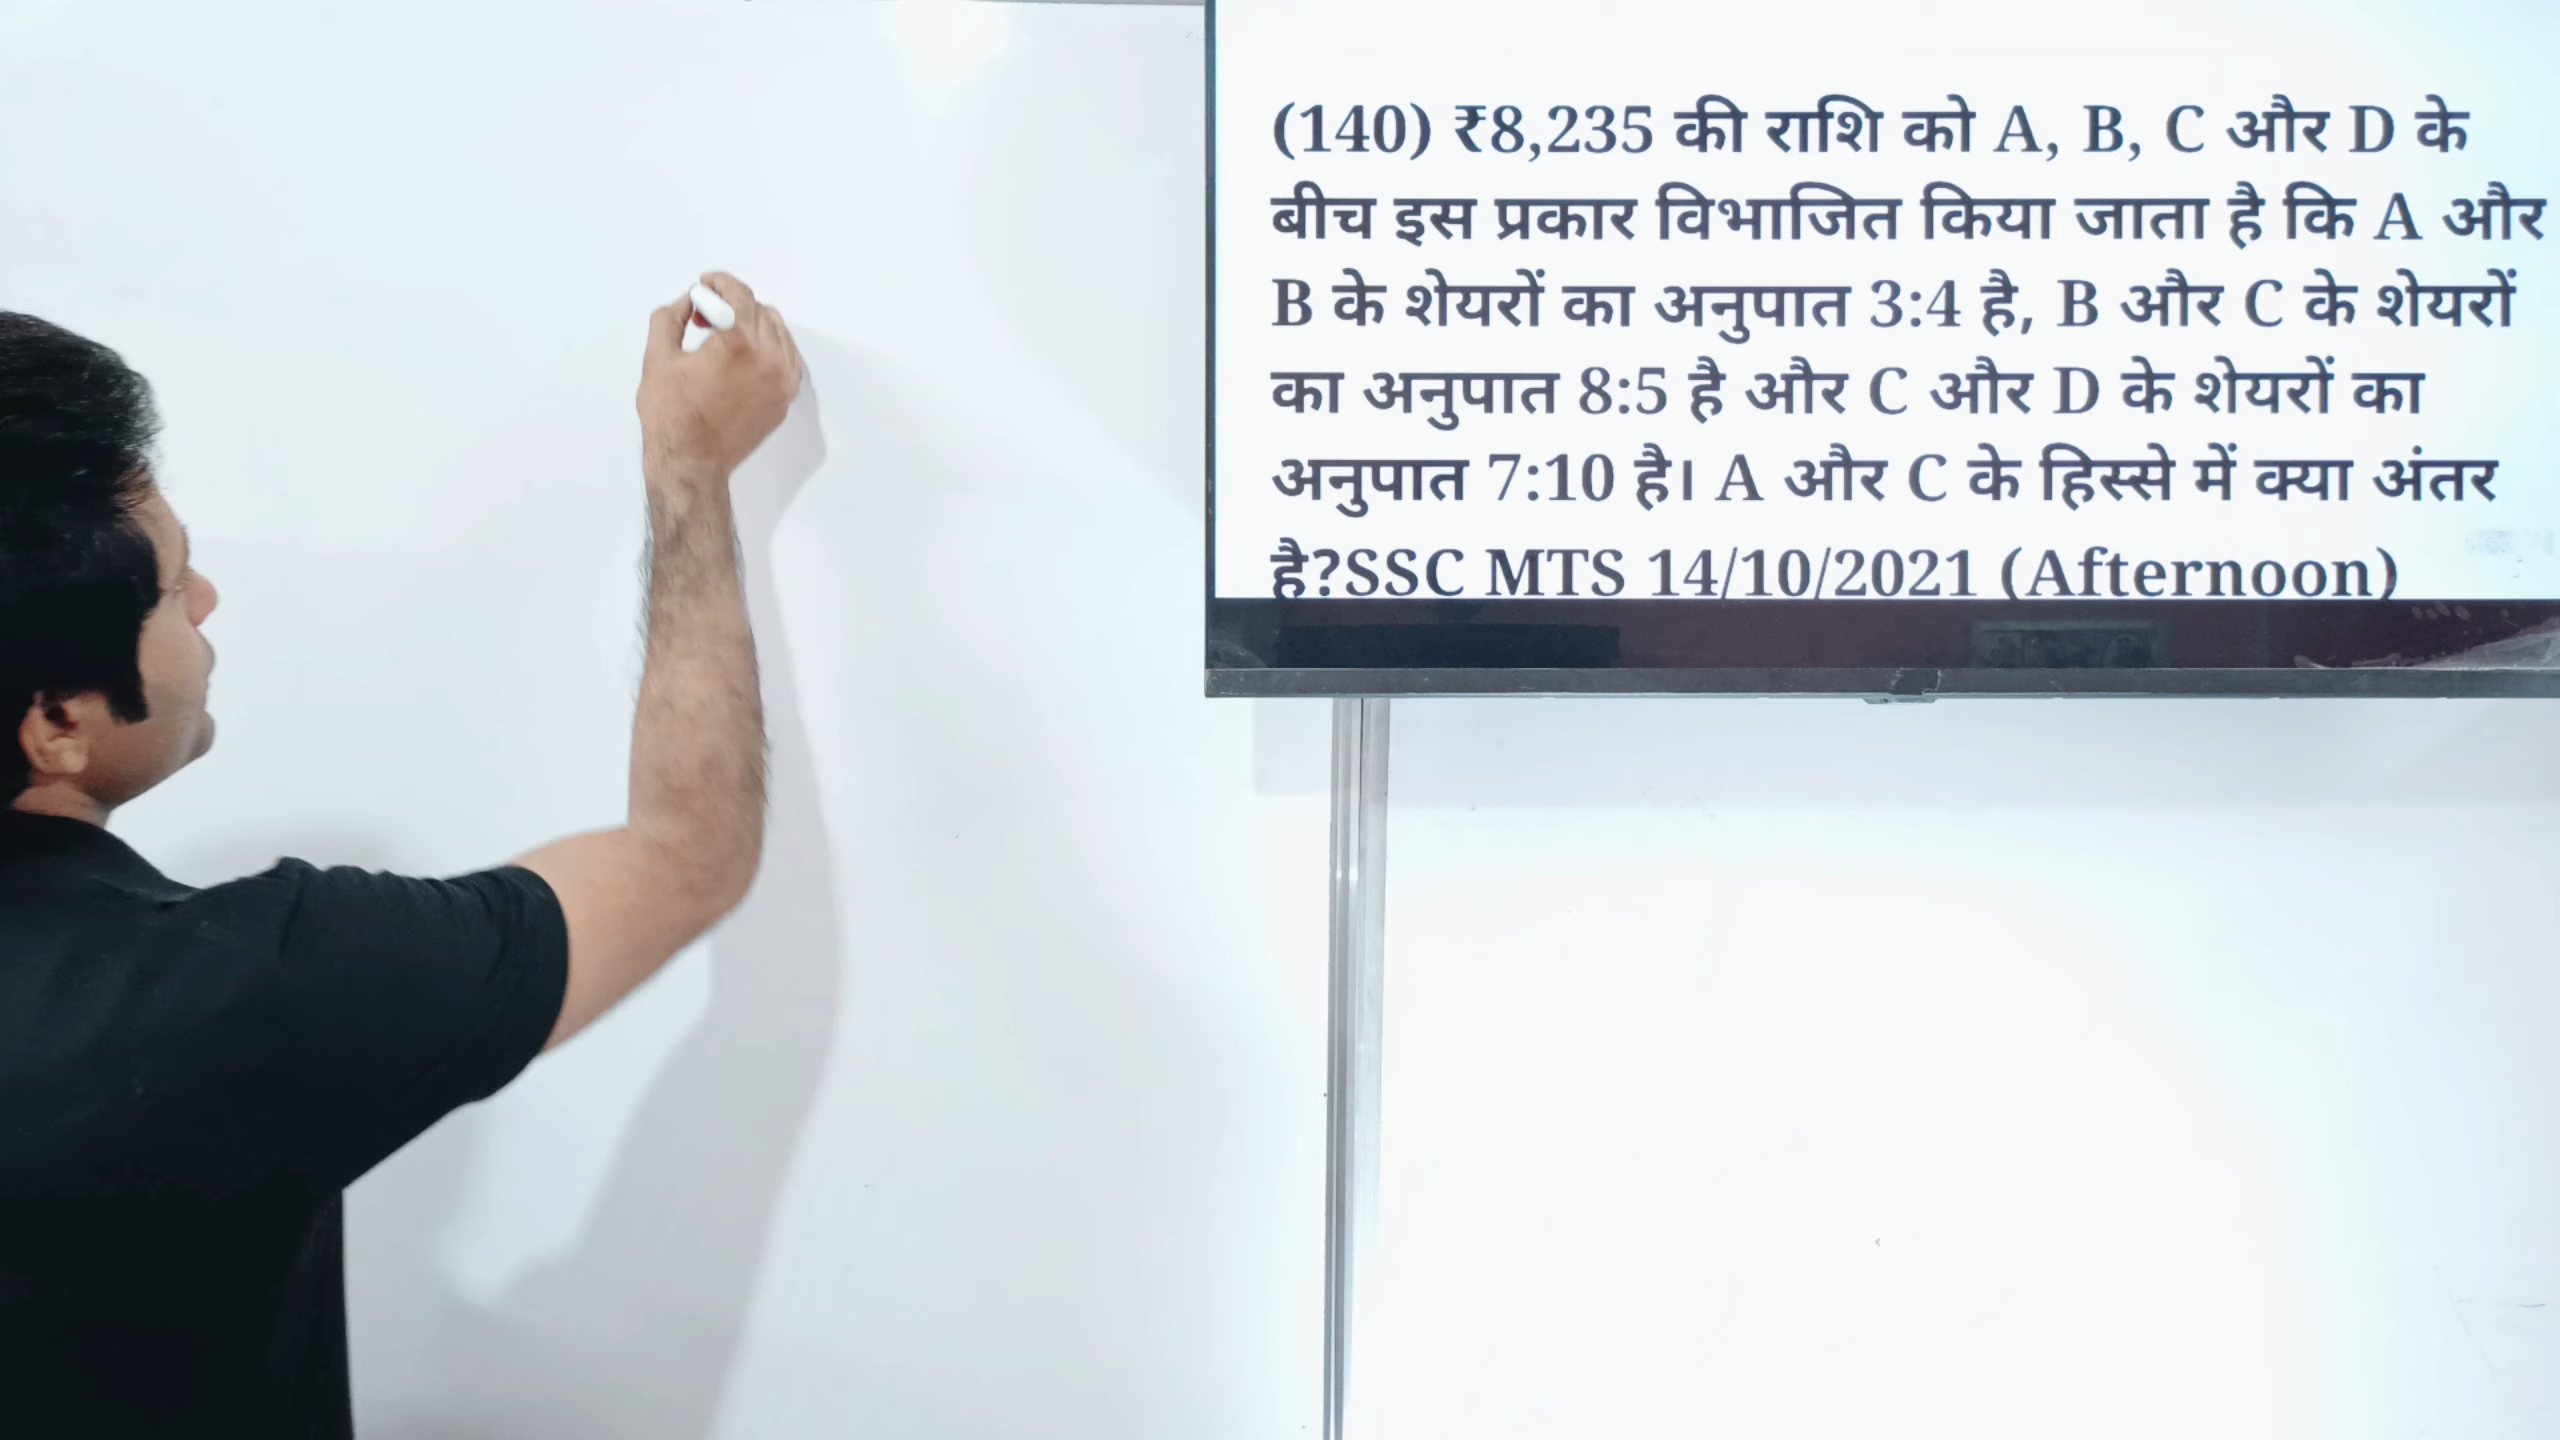 (140) ₹8,235 की राशि को A, B, C और D के
बीच इस प्रकार विभाजित किया जाता है कि A और
B के शेयरों का अनुपात 3:4 है, B और C के शेयरों
का अनुपात 8:5 है और C और D के शेयरों का
अनुपात 7:10 है। A और C के हिस्से में क्या अंतर
है?SSC MTS 14/10/2021 (Afternoon)